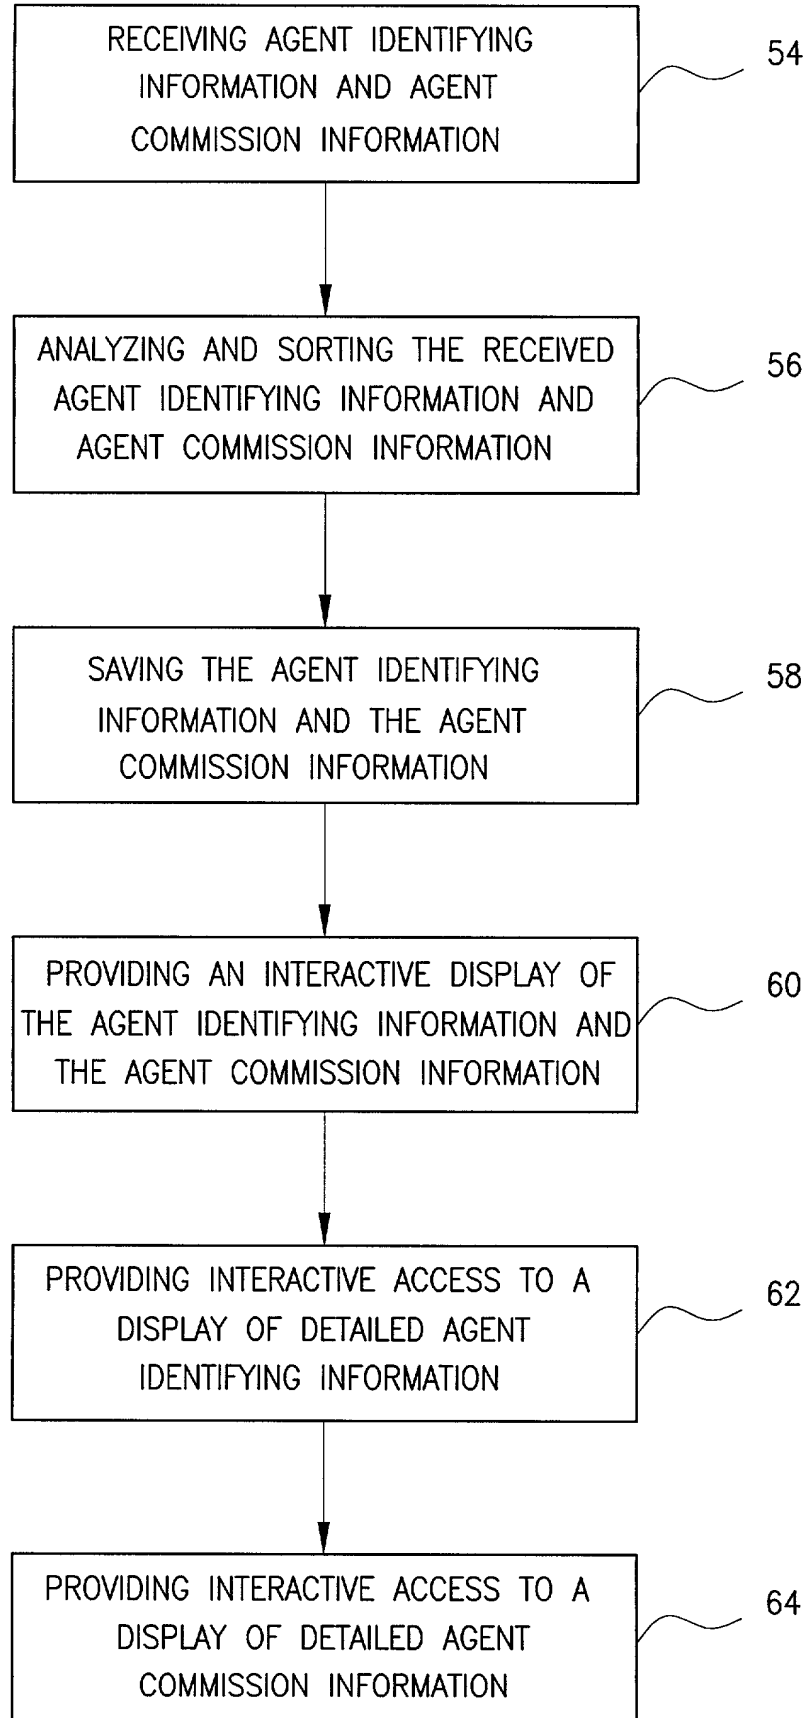 RECEIVING AGENT IDENTIFYING
INFORMATION AND AGENT
COMMISSION INFORMATION
54
ANALYZING AND SORTING THE RECEIVED
AGENT IDENTIFYING INFORMATION AND
AGENT COMMISSION INFORMATION
56
SAVING THE AGENT IDENTIFYING
INFORMATION AND THE AGENT
COMMISSION INFORMATION
58
PROVIDING AN INTERACTIVE DISPLAY OF
THE AGENT IDENTIFYING INFORMATION AND
THE AGENT COMMISSION INFORMATION
60
PROVIDING INTERACTIVE ACCESS TO A
DISPLAY OF DETAILED AGENT
IDENTIFYING INFORMATION
62
PROVIDING INTERACTIVE ACCESS TO A
DISPLAY OF DETAILED AGENT
COMMISSION INFORMATION
64